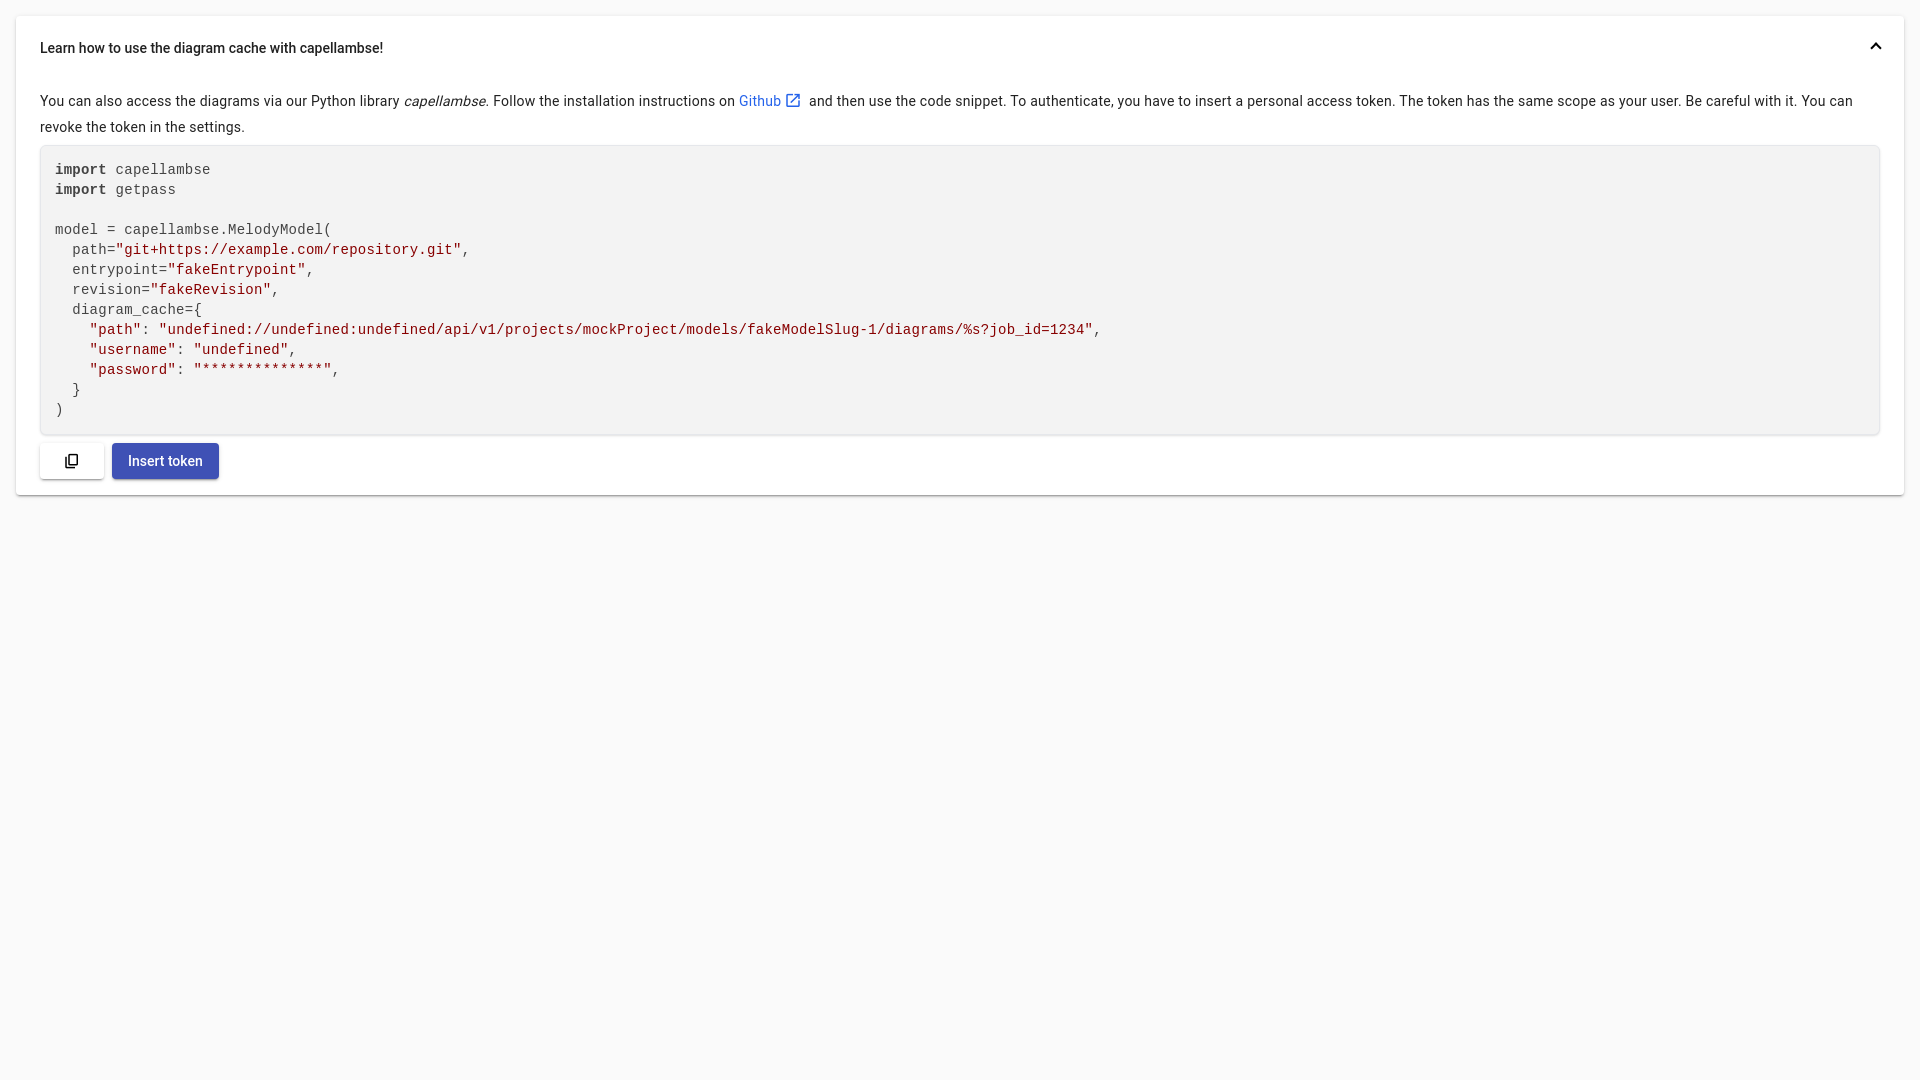 Learn how to use the diagram cache with capellambse!
You can also access the diagrams via our Python library capellambse. Follow the installation instructions on Github and then use the code snippet. To authenticate, you have to insert a personal access token. The token has the same scope as your user. Be careful with it. You can
revoke the token in the settings.
import capellambse
import getpass

model = capellambse.MelodyModel(
  path="git+https://example.com/repository.git",
  entrypoint="fakeEntrypoint",
  revision="fakeRevision",
  diagram_cache={
    "path": "undefined://undefined:undefined/api/v1/projects/mockProject/models/fakeModelSlug-1/diagrams/%s?job_id=1234",
    "username": "undefined",
    "password": "**************",
  }
)
Insert token